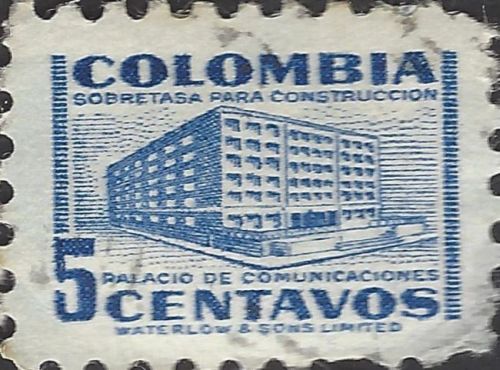 COLOMBIA
SOBRETASA PARA CONSTRUCCION
PALACIO DE COMUNICACIONES
5 CENTAVOS
WATERLOW & SONS LIMITED